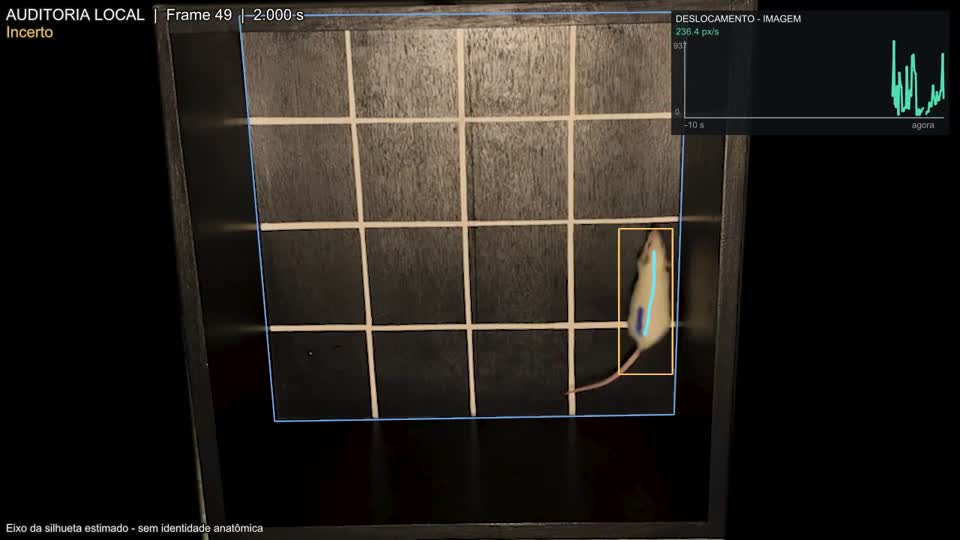 AUDITORIA LOCAL | Frame 49 | 2.000 s
Incerto
DESLOCAMENTO - IMAGEM
236.4 px/s
937
0
-10 s
agora
Eixo da silhueta estimado - sem identidade anatômica